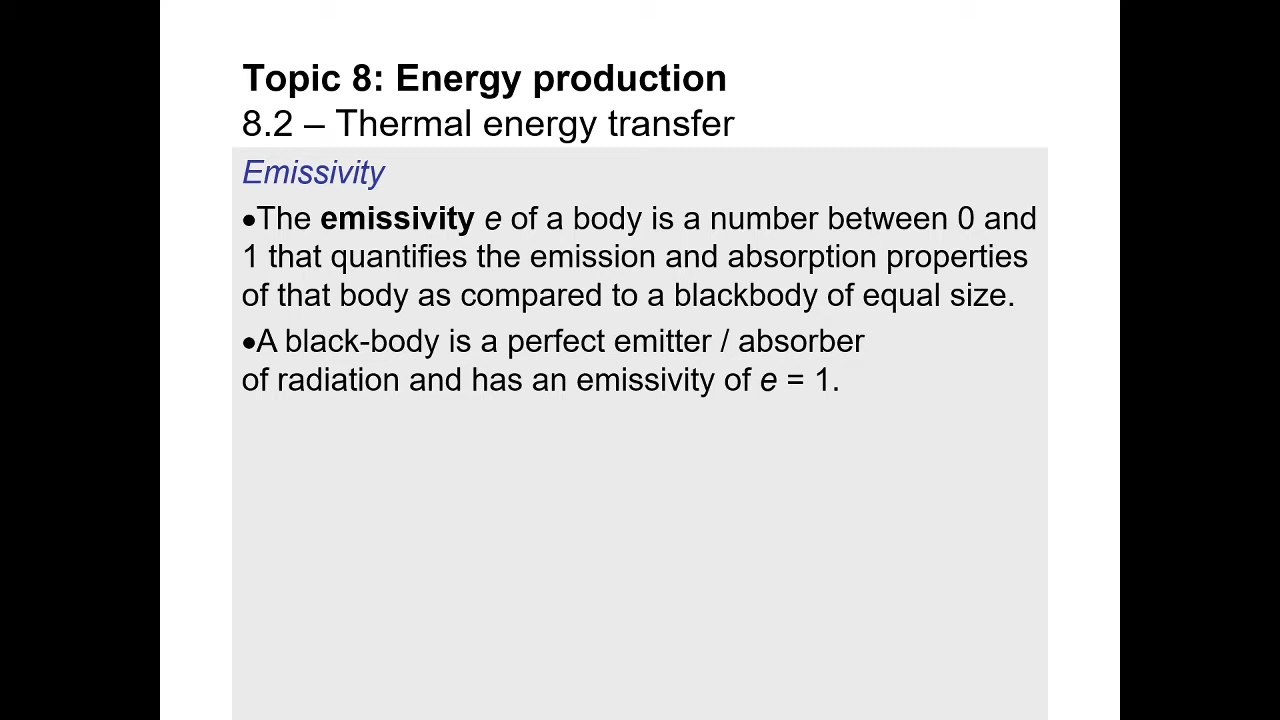 Topic 8: Energy production
8.2 – Thermal energy transfer
Emissivity
•The emissivity e of a body is a number between 0 and
1 that quantifies the emission and absorption properties
of that body as compared to a blackbody of equal size.
•A black-body is a perfect emitter / absorber
of radiation and has an emissivity of e = 1.